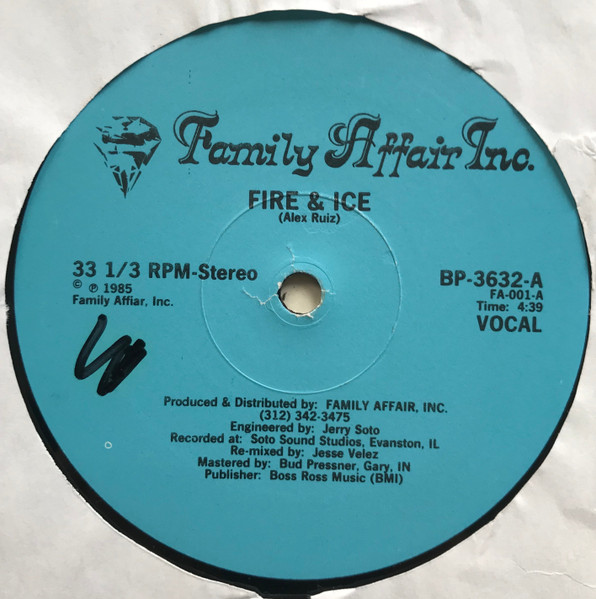 Family Affair Inc.
FIRE & ICE
(Alex Ruiz)
33 1/3 RPM-Stereo
© ℗ 1985
Family Affiar, Inc.
BP-3632-A
FA-001-A
Time: 4:39
VOCAL
Produced & Distributed by: FAMILY AFFAIR, INC.
(312) 342-3475
Engineered by: Jerry Soto
Recorded at: Soto Sound Studios, Evanston, IL
Re-mixed by: Jesse Velez
Mastered by: Bud Pressner, Gary, IN
Publisher: Boss Ross Music (BMI)